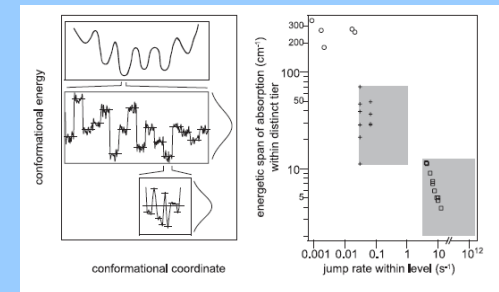 conformational energy
conformational coordinate
energetic span of absorption (cm⁻¹)
within distinct tier
300
200
100
50
10
5
0.001 0.01 0.1 1 10 10¹²
jump rate within level (s⁻¹)